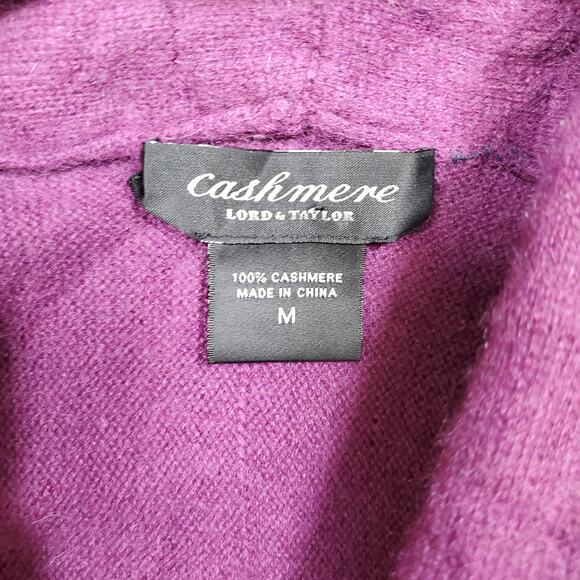 Cashmere
LORD & TAYLOR
100% CASHMERE
MADE IN CHINA
M